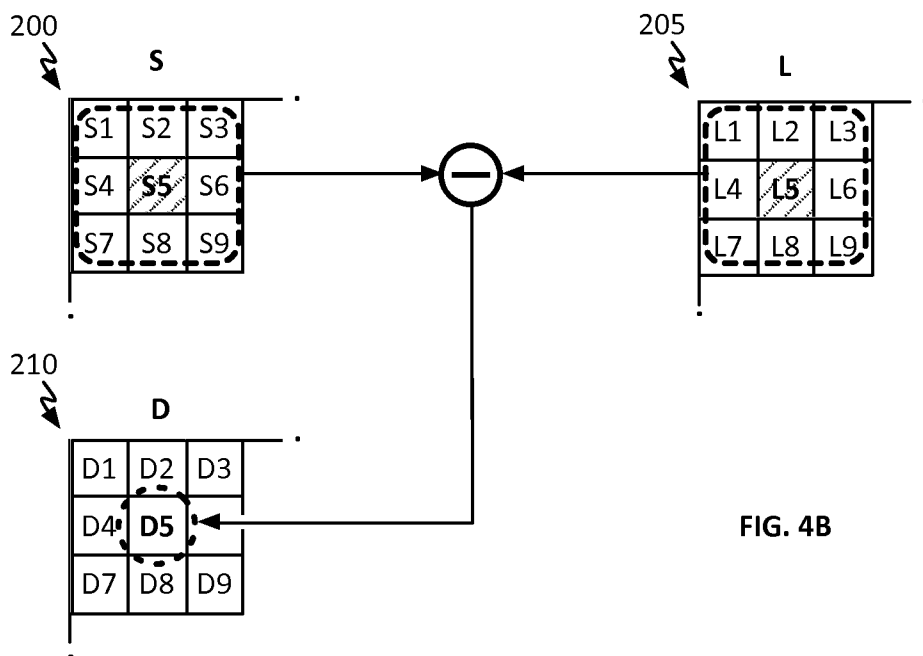 200
205
S
L
S1 S2 S3
S4 S5 S6
S7 S8 S9
L1 L2 L3
L4 L5 L6
L7 L8 L9
210
D
D1 D2 D3
D4 D5
D7 D8 D9
FIG. 4B